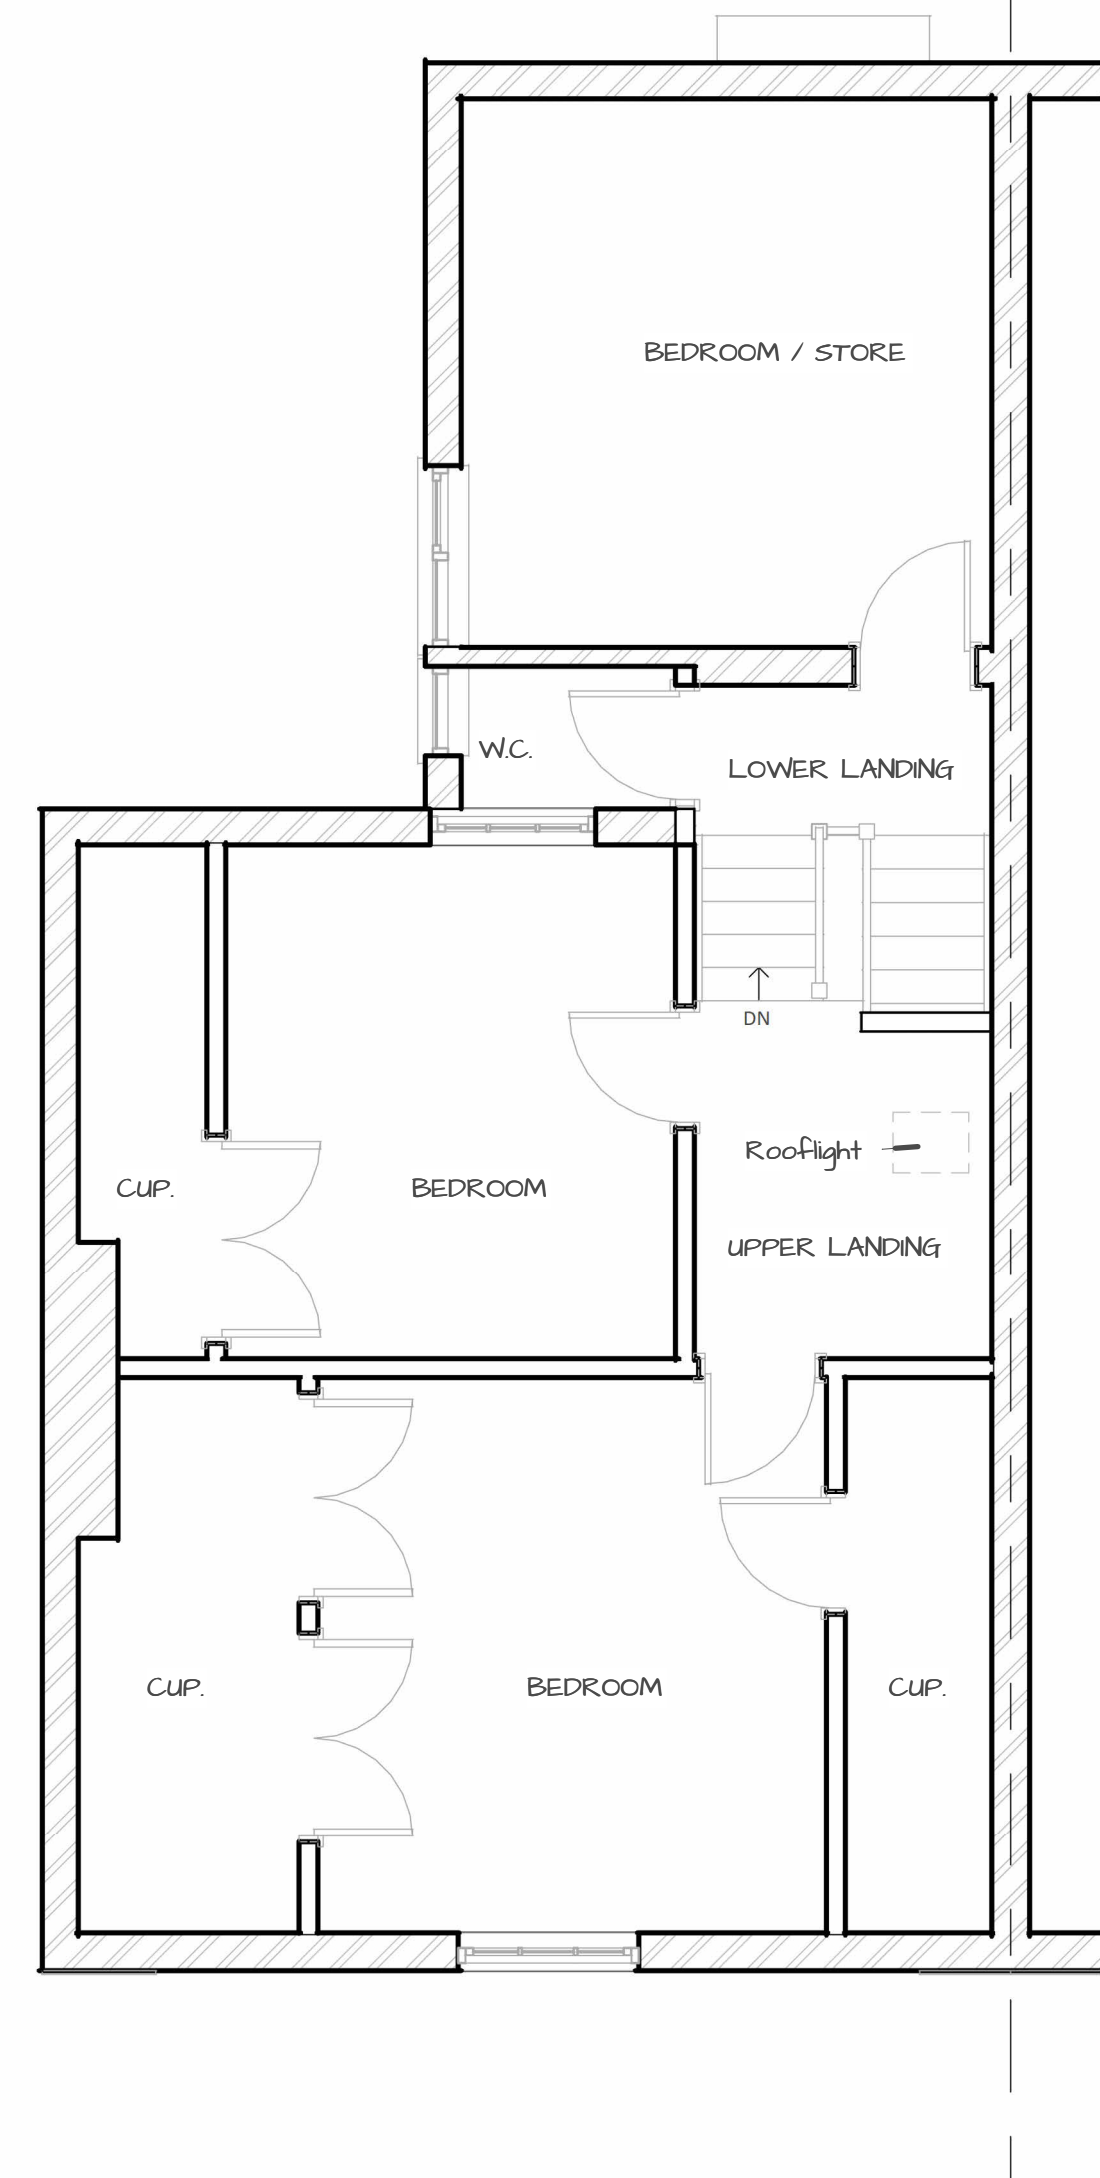 BEDROOM / STORE
W.C.
LOWER LANDING
DN
Rooflight
CUP.
BEDROOM
UPPER LANDING
CUP.
BEDROOM
CUP.